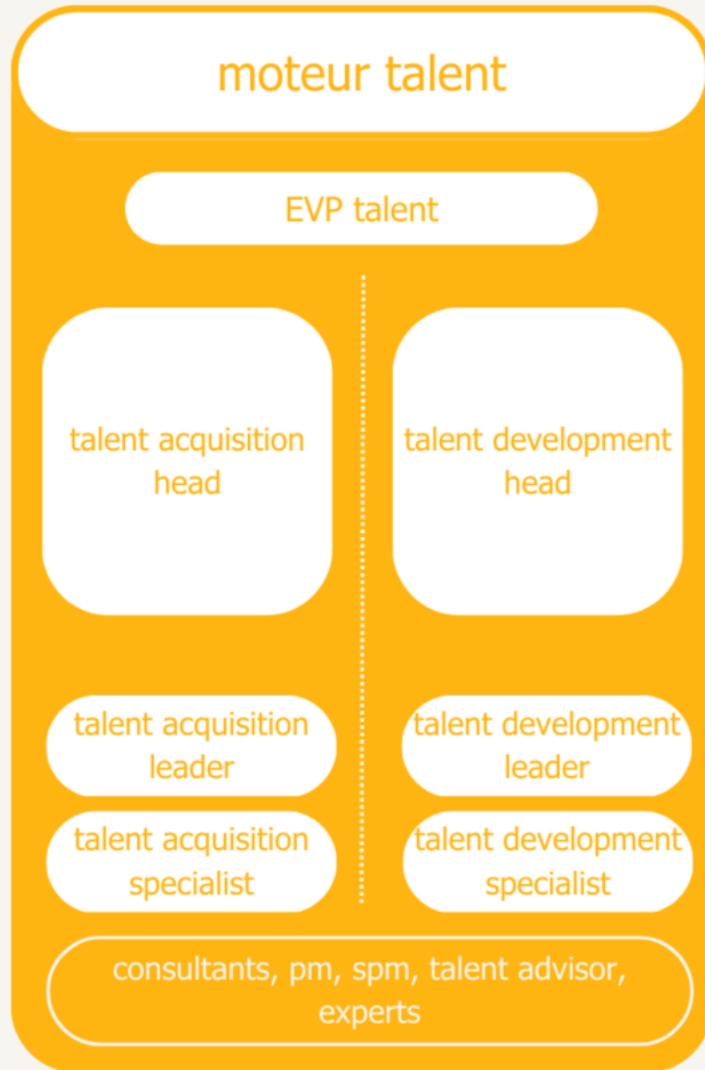 moteur talent
EVP talent
talent acquisition
head
talent development
head
talent acquisition
leader
talent development
leader
talent acquisition
specialist
talent development
specialist
consultants, pm, spm, talent advisor,
experts